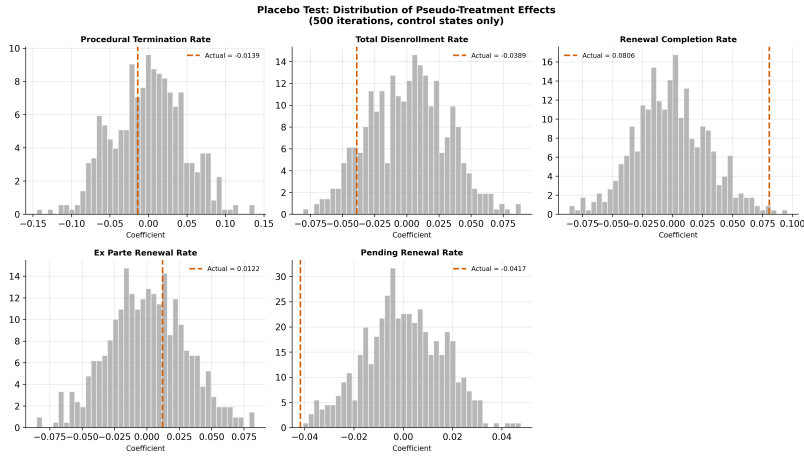 Placebo Test: Distribution of Pseudo-Treatment Effects
(500 iterations, control states only)
Procedural Termination Rate
Actual = -0.0139
10
8
6
4
2
0
−0.15 −0.10 −0.05 0.00 0.05 0.10 0.15
Coefficient
Total Disenrollment Rate
Actual = -0.0389
14
12
10
8
6
4
2
0
−0.075 −0.050 −0.025 0.000 0.025 0.050 0.075
Coefficient
Renewal Completion Rate
Actual = 0.0806
16
14
12
10
8
6
4
2
0
−0.075 −0.050 −0.025 0.000 0.025 0.050 0.075 0.100
Coefficient
Ex Parte Renewal Rate
Actual = 0.0122
14
12
10
8
6
4
2
0
−0.075 −0.050 −0.025 0.000 0.025 0.050 0.075
Coefficient
Pending Renewal Rate
Actual = -0.0417
30
25
20
15
10
5
0
−0.04 −0.02 0.00 0.02 0.04
Coefficient